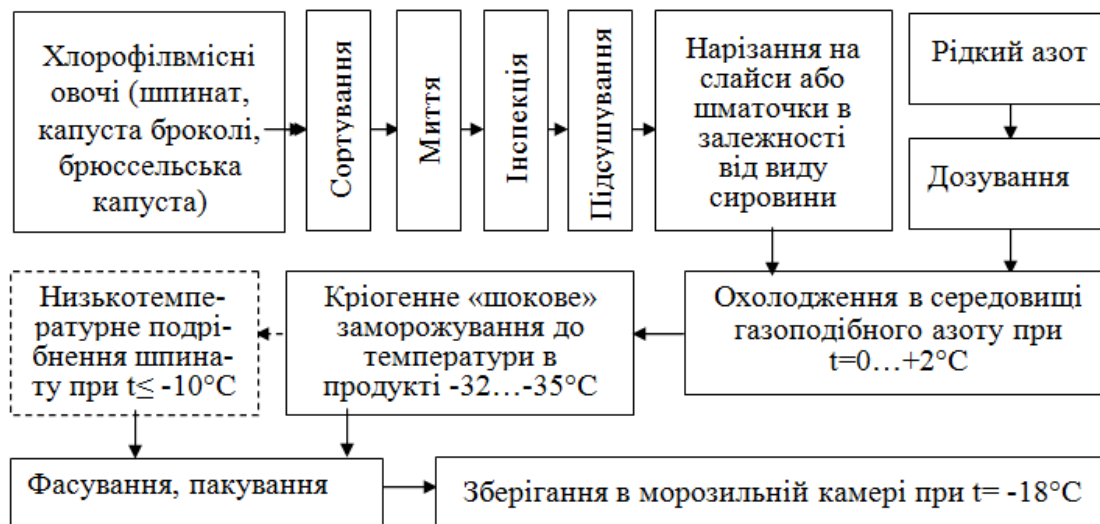 Хлорофілвмісні
овочі (шпинат,
капуста броколі,
брюссельська
капуста)
Сортування
Миття
Інспекція
Підсушування
Нарізання на
слайси або
шматочки в
залежності
від виду
сировини
Рідкий азот
Дозування
Низькотемпе-
ратурне подрі-
бнення шпина-
ту при t≤ -10°С
Кріогенне «шокове»
заморожування до
температури в
продукті -32…-35°С
Охолодження в середовищі
газоподібного азоту при
t=0…+2°С
Фасування, пакування
Зберігання в морозильній камері при t= -18°С